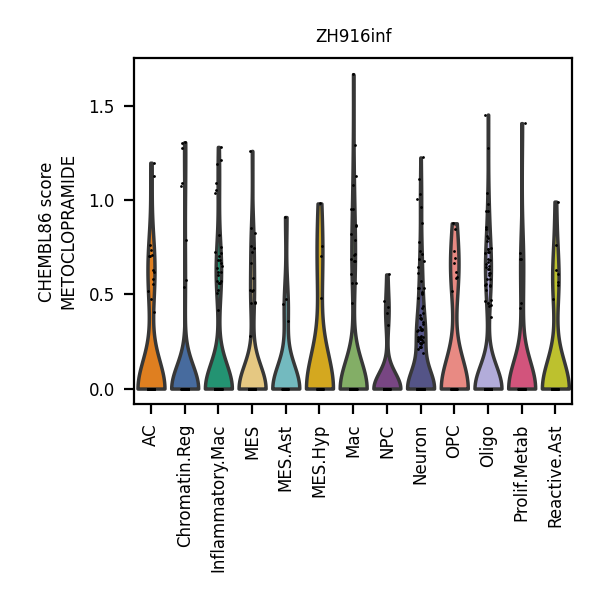 ZH916inf
CHEMBL86 score
METOCLOPRAMIDE
1.5
1.0
0.5
0.0
AC
Chromatin.Reg
Inflammatory.Mac
MES
MES.Ast
MES.Hyp
Mac
NPC
Neuron
OPC
Oligo
Prolif.Metab
Reactive.Ast